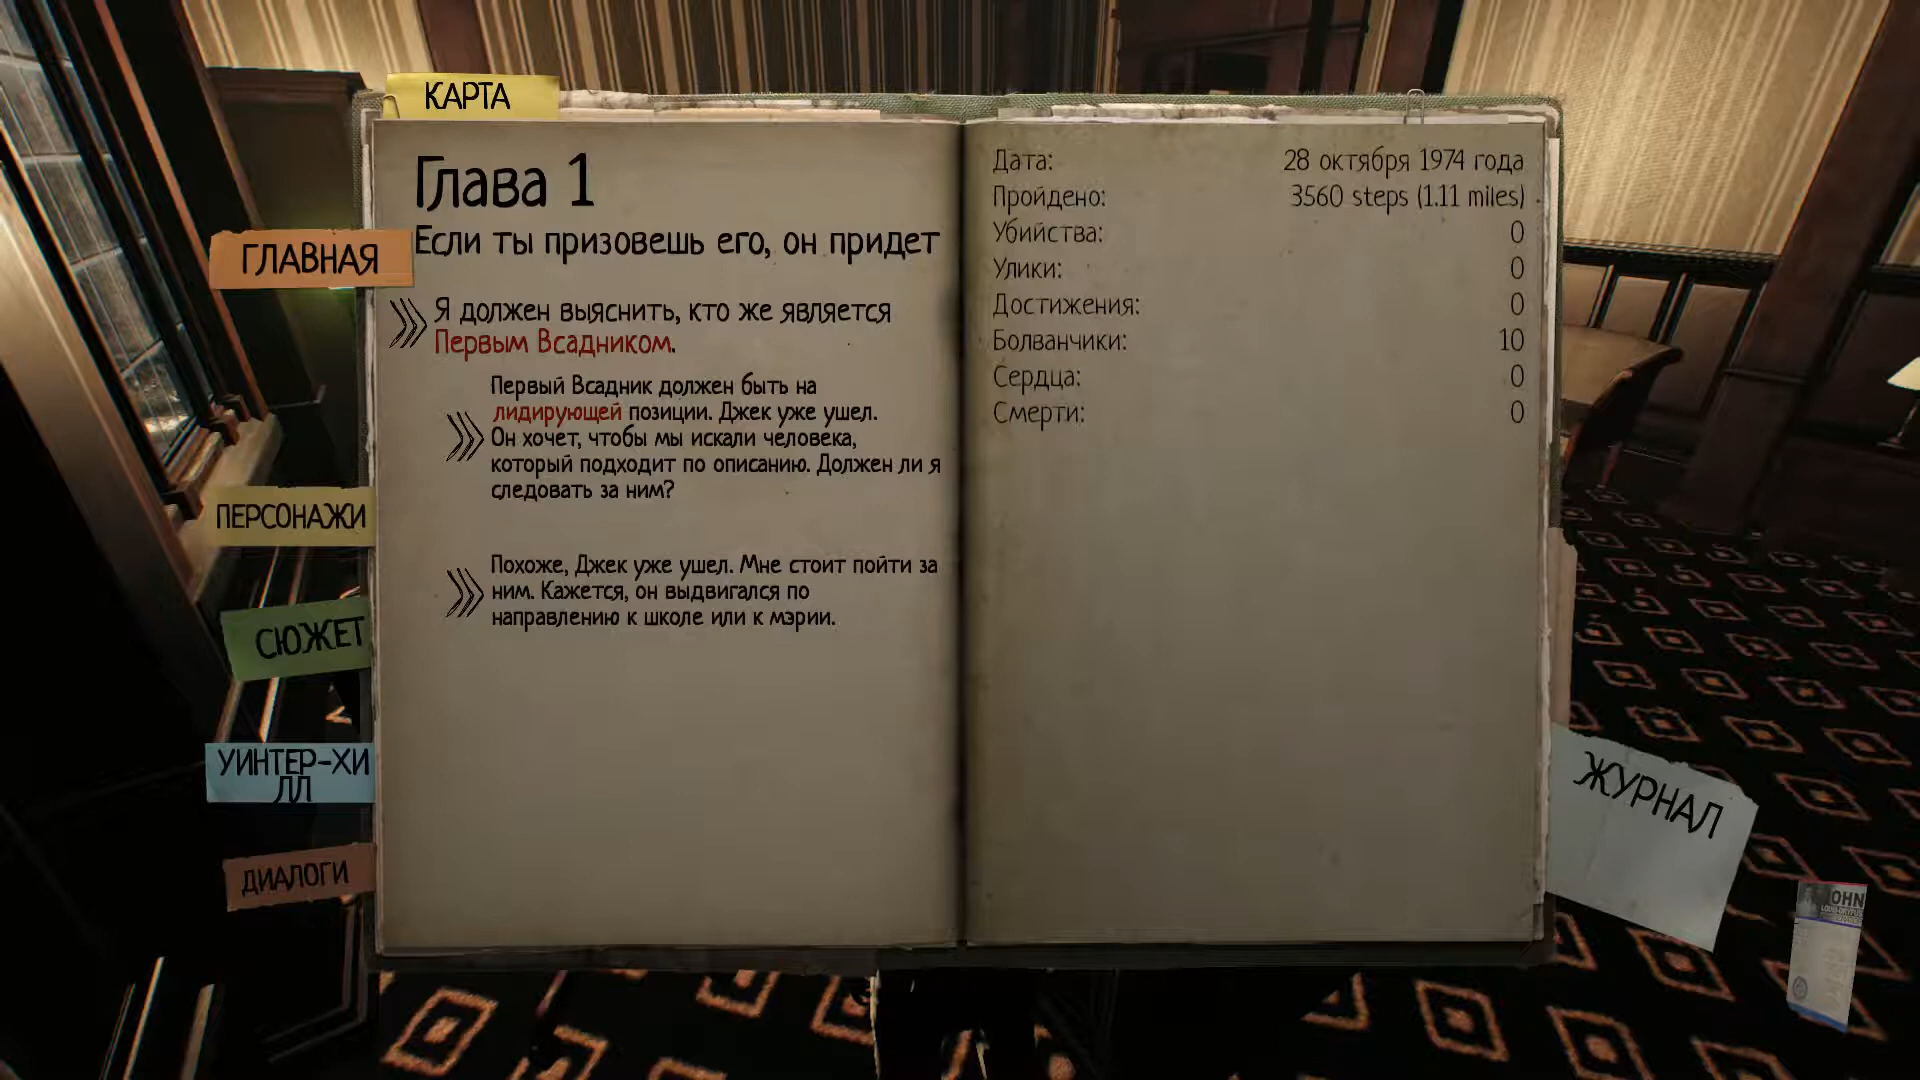 КАРТА
Глава 1
Если ты призовешь его, он придет
ГЛАВНАЯ
Я должен выяснить, кто же является
Первым Всадником.
Первый Всадник должен быть на
лидирующей позиции. Джек уже ушел.
Он хочет, чтобы мы искали человека,
который подходит по описанию. Должен ли я
следовать за ним?
ПЕРСОНАЖИ
Похоже, Джек уже ушел. Мне стоит пойти за
ним. Кажется, он выдвигался по
направлению к школе или к мэрии.
СЮЖЕТ
УИНТЕР-ХИ
ЛЛ
ДИАЛОГИ
Дата: 28 октября 1974 года
Пройдено: 3560 steps (1.11 miles)
Убийства: 0
Улики: 0
Достижения: 0
Болванчики: 10
Сердца: 0
Смерти: 0
ЖУРНАЛ
OHN